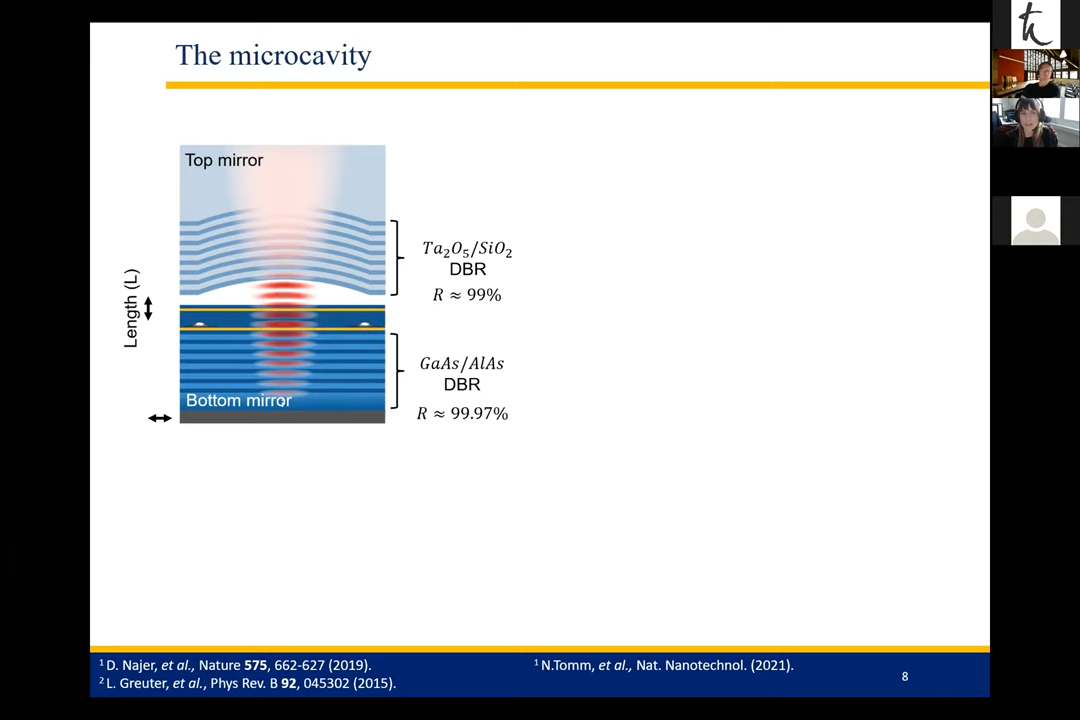 The microcavity
Top mirror
Ta₂O₅/SiO₂
DBR
R ≈ 99%
Length (L)
GaAs/AlAs
DBR
R ≈ 99.97%
Bottom mirror
¹ D. Najer, et al., Nature 575, 662-627 (2019).
² L. Greuter, et al., Phys Rev. B 92, 045302 (2015).
¹ N.Tomm, et al., Nat. Nanotechnol. (2021).
8